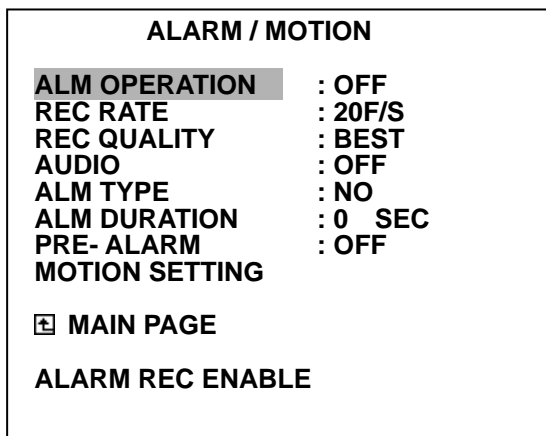 ALARM / MOTION
ALM OPERATION : OFF
REC RATE : 20F/S
REC QUALITY : BEST
AUDIO : OFF
ALM TYPE : NO
ALM DURATION : 0 SEC
PRE- ALARM : OFF
MOTION SETTING
MAIN PAGE
ALARM REC ENABLE